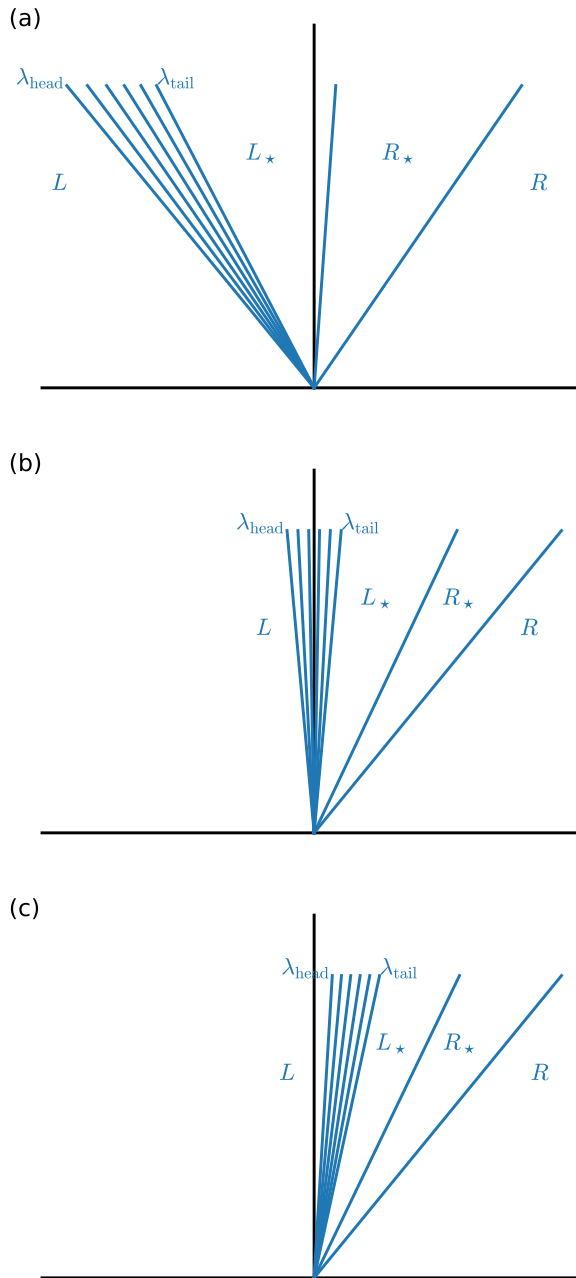 (a)
λhead λtail
L⋆ R⋆
L R
(b)
λhead λtail
L⋆ R⋆
L R
(c)
λhead λtail
L⋆ R⋆
L R